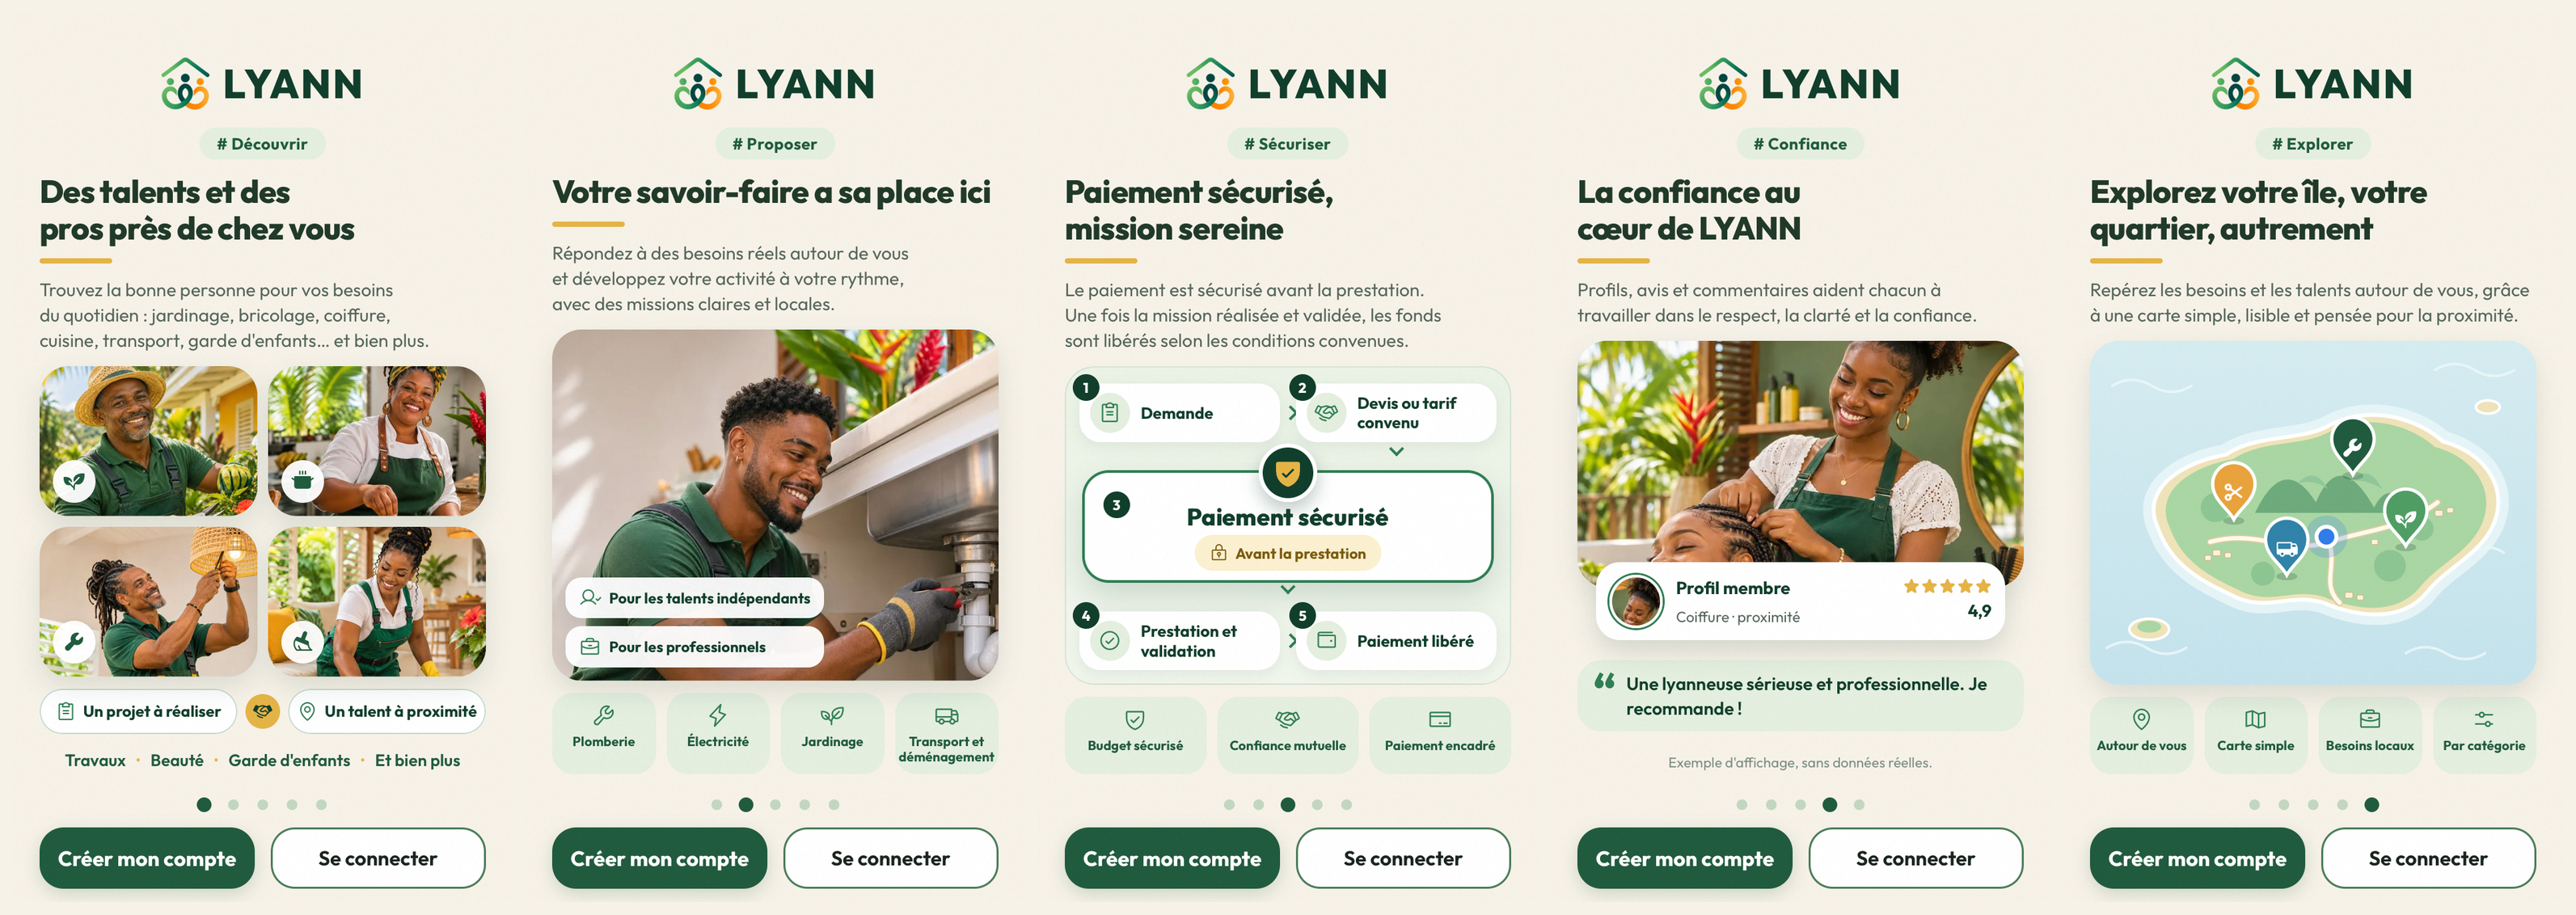 LYANN
# Découvrir
Des talents et des
pros près de chez vous
Trouvez la bonne personne pour vos besoins
du quotidien : jardinage, bricolage, coiffure,
cuisine, transport, garde d'enfants... et bien plus.
Un projet à réaliser
Un talent à proximité
Travaux • Beauté • Garde d'enfants • Et bien plus
Créer mon compte
Se connecter
LYANN
# Proposer
Votre savoir-faire a sa place ici
Répondez à des besoins réels autour de vous
et développez votre activité à votre rythme,
avec des missions claires et locales.
Pour les talents indépendants
Pour les professionnels
Plomberie
Électricité
Jardinage
Transport et
déménagement
Créer mon compte
Se connecter
LYANN
# Sécuriser
Paiement sécurisé,
mission sereine
Le paiement est sécurisé avant la prestation.
Une fois la mission réalisée et validée, les fonds
sont libérés selon les conditions convenues.
1
Demande
2
Devis ou tarif
convenu
3
Paiement sécurisé
Avant la prestation
4
Prestation et
validation
5
Paiement libéré
Budget sécurisé
Confiance mutuelle
Paiement encadré
Créer mon compte
Se connecter
LYANN
# Confiance
La confiance au
cœur de LYANN
Profils, avis et commentaires aident chacun à
travailler dans le respect, la clarté et la confiance.
Profil membre
Coiffure · proximité
4,9
“ Une lyanneuse sérieuse et professionnelle. Je
recommande !
Exemple d'affichage, sans données réelles.
Créer mon compte
Se connecter
LYANN
# Explorer
Explorez votre île, votre
quartier, autrement
Repérez les besoins et les talents autour de vous, grâce
à une carte simple, lisible et pensée pour la proximité.
Autour de vous
Carte simple
Besoins locaux
Par catégorie
Créer mon compte
Se connecter